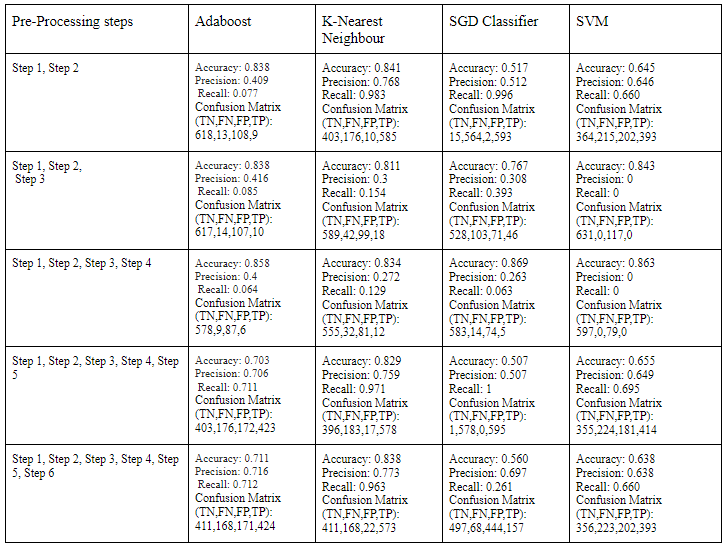 Pre-Processing steps
Adaboost
K-Nearest
Neighbour
SGD Classifier
SVM
Step 1, Step 2
Accuracy: 0.838
Precision: 0.409
Recall: 0.077
Confusion Matrix
(TN,FN,FP,TP):
618,13,108,9
Accuracy: 0.841
Precision: 0.768
Recall: 0.983
Confusion Matrix
(TN,FN,FP,TP):
403,176,10,585
Accuracy: 0.517
Precision: 0.512
Recall: 0.996
Confusion Matrix
(TN,FN,FP,TP):
15,564,2,593
Accuracy: 0.645
Precision: 0.646
Recall: 0.660
Confusion Matrix
(TN,FN,FP,TP):
364,215,202,393
Step 1, Step 2,
Step 3
Accuracy: 0.838
Precision: 0.416
Recall: 0.085
Confusion Matrix
(TN,FN,FP,TP):
617,14,107,10
Accuracy: 0.811
Precision: 0.3
Recall: 0.154
Confusion Matrix
(TN,FN,FP,TP):
589,42,99,18
Accuracy: 0.767
Precision: 0.308
Recall: 0.393
Confusion Matrix
(TN,FN,FP,TP):
528,103,71,46
Accuracy: 0.843
Precision: 0
Recall: 0
Confusion Matrix
(TN,FN,FP,TP):
631,0,117,0
Step 1, Step 2, Step 3, Step 4
Accuracy: 0.858
Precision: 0.4
Recall: 0.064
Confusion Matrix
(TN,FN,FP,TP):
578,9,87,6
Accuracy: 0.834
Precision: 0.272
Recall: 0.129
Confusion Matrix
(TN,FN,FP,TP):
555,32,81,12
Accuracy: 0.869
Precision: 0.263
Recall: 0.063
Confusion Matrix
(TN,FN,FP,TP):
583,14,74,5
Accuracy: 0.863
Precision: 0
Recall: 0
Confusion Matrix
(TN,FN,FP,TP):
597,0,79,0
Step 1, Step 2, Step 3, Step 4, Step
5
Accuracy: 0.703
Precision: 0.706
Recall: 0.711
Confusion Matrix
(TN,FN,FP,TP):
403,176,172,423
Accuracy: 0.829
Precision: 0.759
Recall: 0.971
Confusion Matrix
(TN,FN,FP,TP):
396,183,17,578
Accuracy: 0.507
Precision: 0.507
Recall: 1
Confusion Matrix
(TN,FN,FP,TP):
1,578,0,595
Accuracy: 0.655
Precision: 0.649
Recall: 0.695
Confusion Matrix
(TN,FN,FP,TP):
355,224,181,414
Step 1, Step 2, Step 3, Step 4, Step
5, Step 6
Accuracy: 0.711
Precision: 0.716
Recall: 0.712
Confusion Matrix
(TN,FN,FP,TP):
411,168,171,424
Accuracy: 0.838
Precision: 0.773
Recall: 0.963
Confusion Matrix
(TN,FN,FP,TP):
411,168,22,573
Accuracy: 0.560
Precision: 0.697
Recall: 0.261
Confusion Matrix
(TN,FN,FP,TP):
497,68,444,157
Accuracy: 0.638
Precision: 0.638
Recall: 0.660
Confusion Matrix
(TN,FN,FP,TP):
356,223,202,393